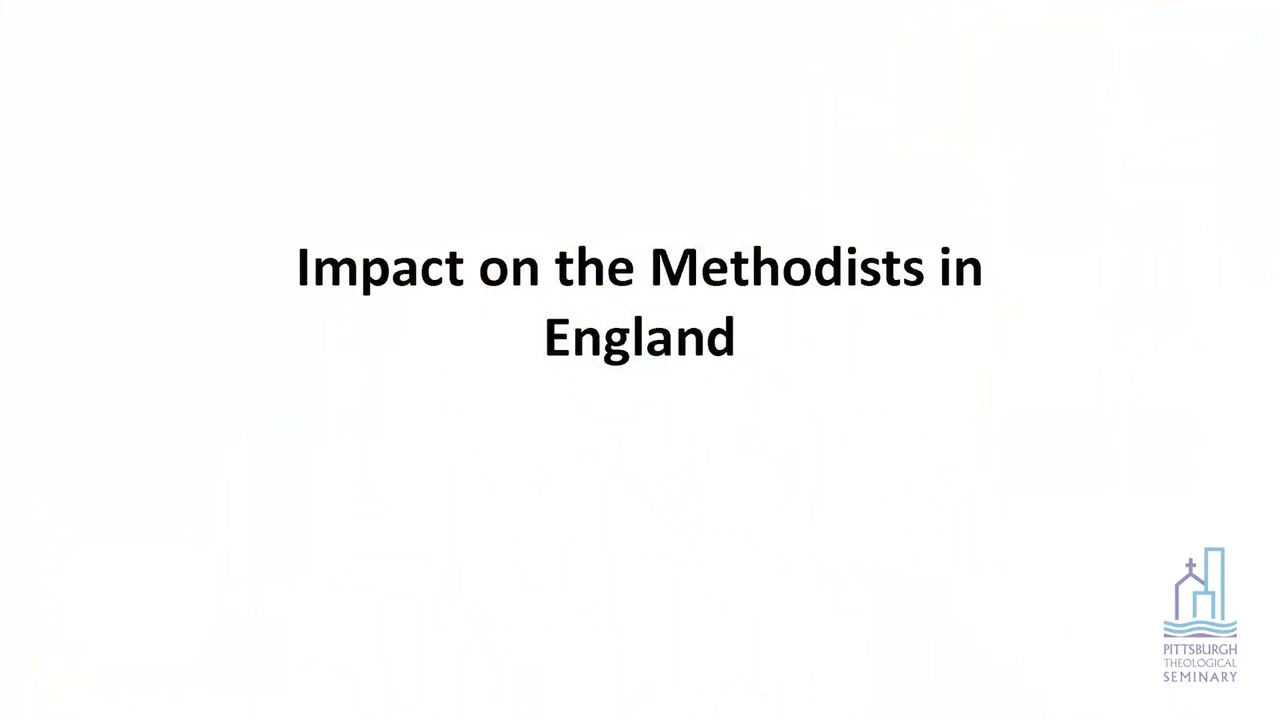 Impact on the Methodists in
England
PITTSBURGH
THEOLOGICAL
SEMINARY